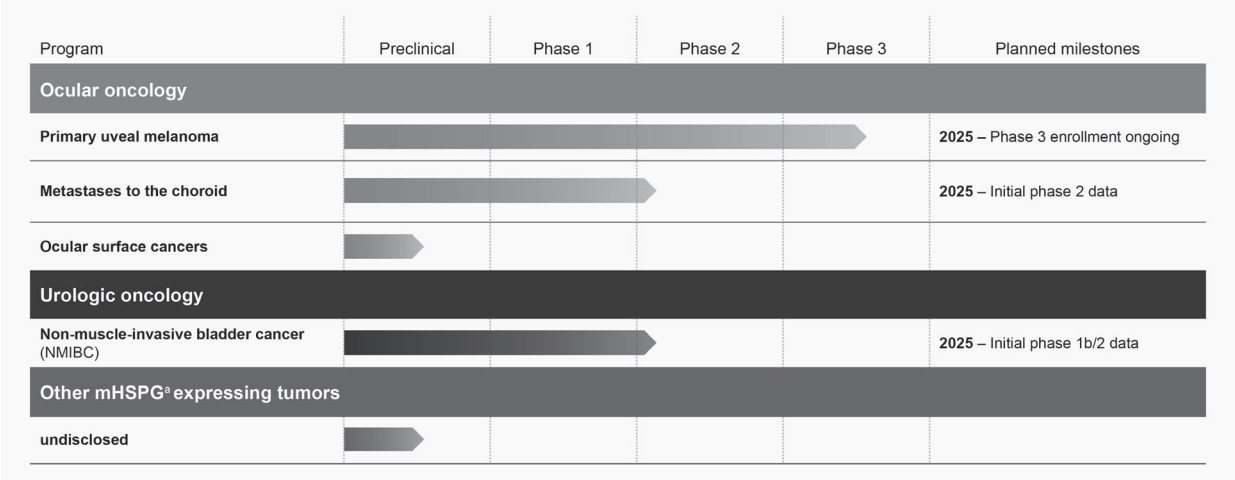 Program Preclinical Phase 1 Phase 2 Phase 3 Planned milestones
Ocular oncology
Primary uveal melanoma 2025 – Phase 3 enrollment ongoing
Metastases to the choroid 2025 – Initial phase 2 data
Ocular surface cancers
Urologic oncology
Non-muscle-invasive bladder cancer
(NMIBC) 2025 – Initial phase 1b/2 data
Other mHSPGᵃ expressing tumors
undisclosed